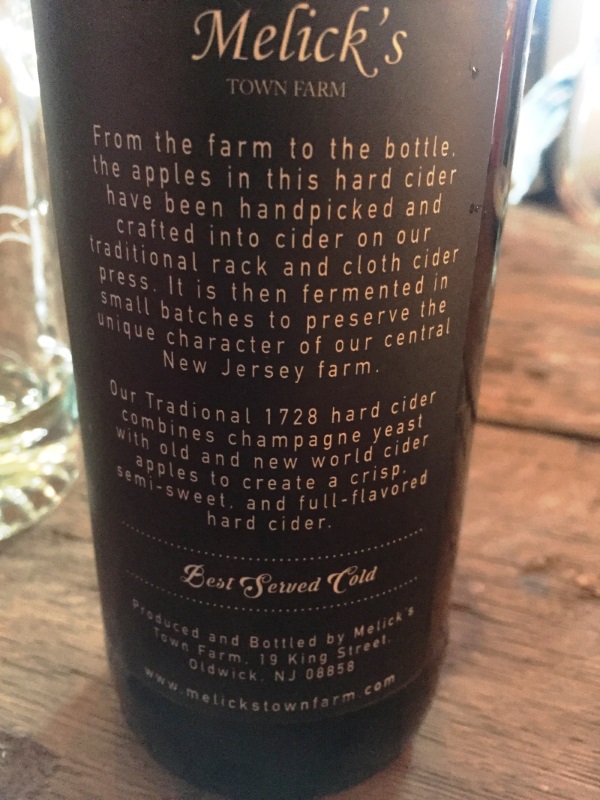 Melick's
TOWN FARM
From the farm to the bottle,
the apples in this hard cider
have been handpicked and
crafted into cider on our
traditional rack and cloth cider
press. It is then fermented in
small batches to preserve the
unique character of our central
New Jersey farm.
Our Tradional 1728 hard cider
combines champagne yeast
with old and new world cider
apples to create a crisp,
semi-sweet, and full-flavored
hard cider.
Best Served Cold
Produced and Bottled by Melick's
Town Farm, 19 King Street,
Oldwick, NJ 08858
www.melickstownfarm.com